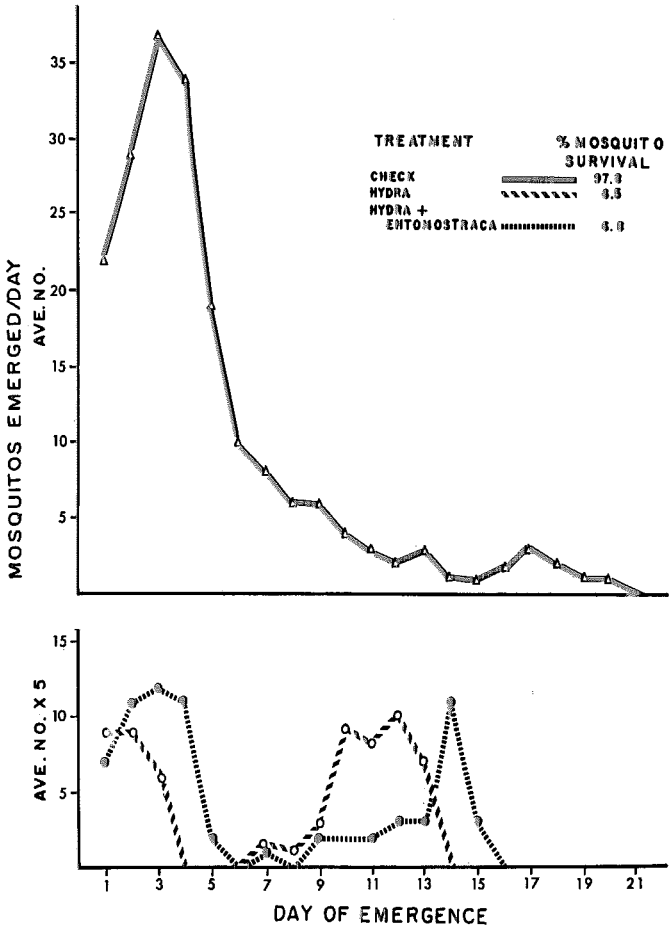 35
30
25
20
15
10
5
MOSQUITOS EMERGED/DAY
AVE. NO.
TREATMENT
% MOSQUITO
SURVIVAL
CHECK
HYDRA
HYDRA +
ENTOMOSTRACA
15
10
5
AVE. NO. X 5
1 3 5 7 9 11 13 15 17 19 21
DAY OF EMERGENCE